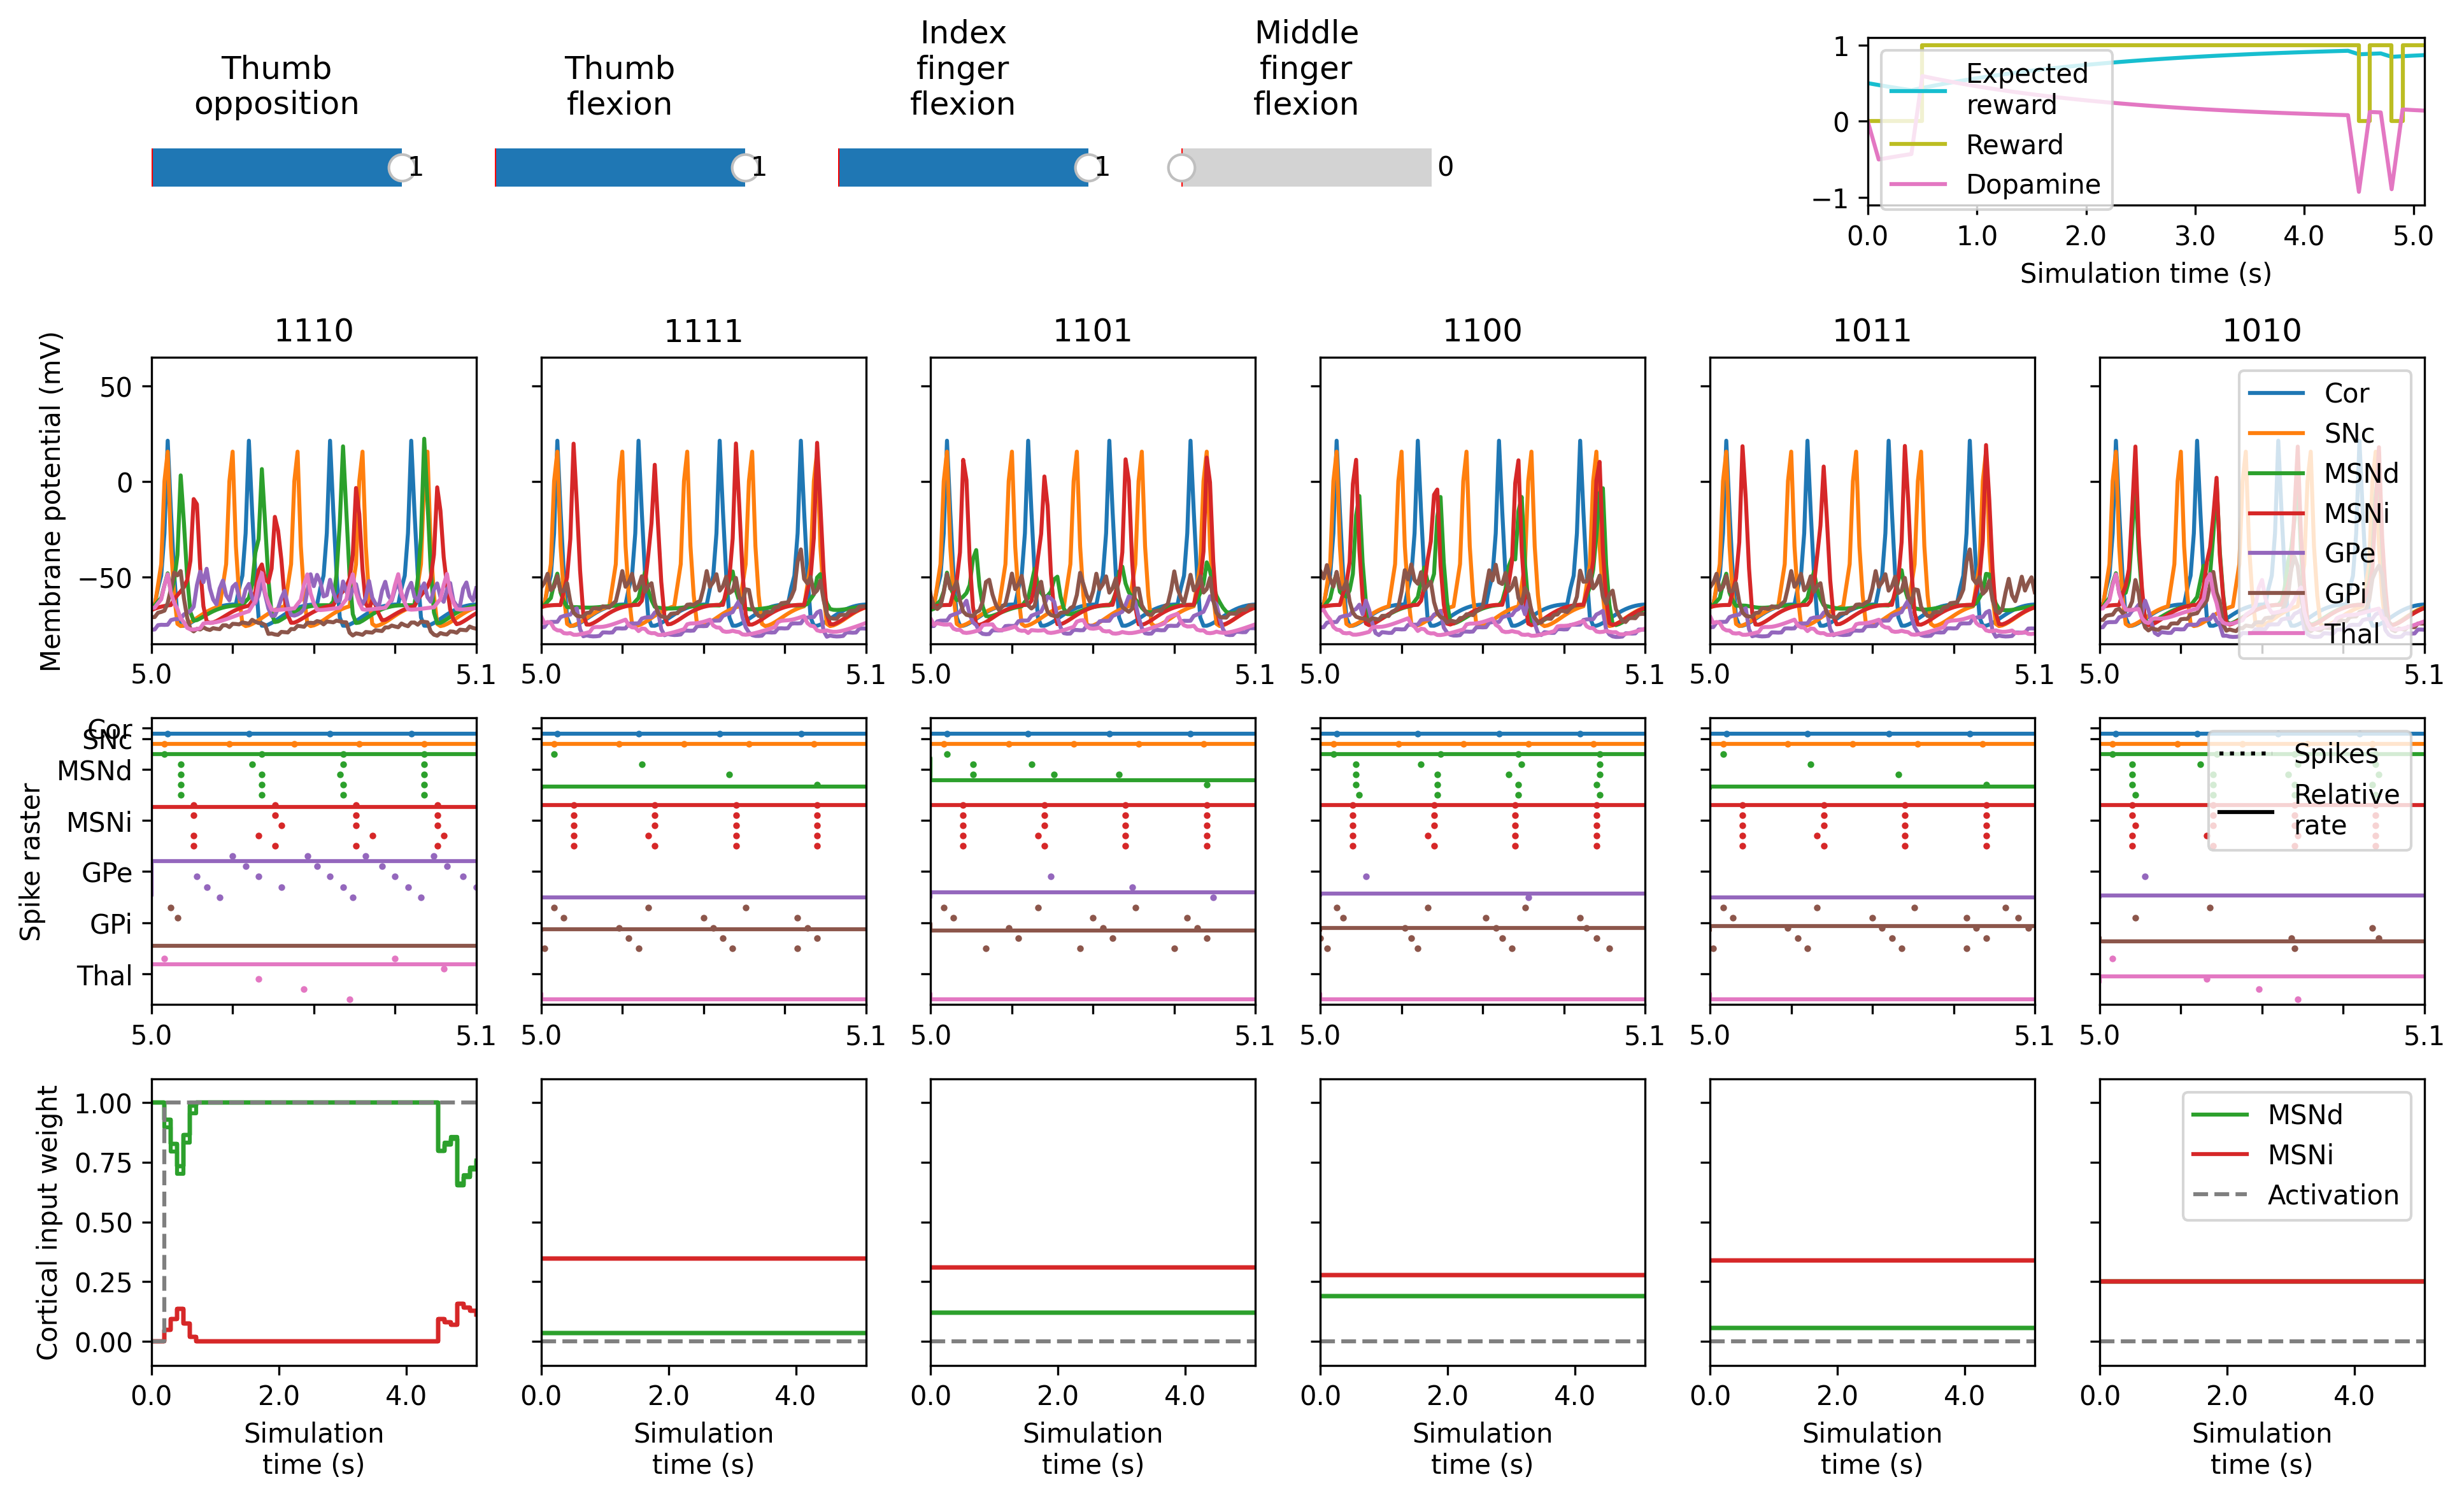 Thumb
opposition
Thumb
flexion
Index
finger
flexion
Middle
finger
flexion
1
1
1
0
1
0
−1
Expected
reward
Reward
Dopamine
0.0
1.0
2.0
3.0
4.0
5.0
Simulation time (s)
1110
1111
1101
1100
1011
1010
Membrane potential (mV)
50
0
−50
Cor
SNc
MSNd
MSNi
GPe
GPi
Thal
5.0
5.1
5.0
5.1
5.0
5.1
5.0
5.1
5.0
5.1
5.0
5.1
Spike raster
Cor
SNc
MSNd
MSNi
GPe
GPi
Thal
Spikes
Relative
rate
5.0
5.1
5.0
5.1
5.0
5.1
5.0
5.1
5.0
5.1
5.0
5.1
Cortical input weight
1.00
0.75
0.50
0.25
0.00
MSNd
MSNi
Activation
0.0
2.0
4.0
0.0
2.0
4.0
0.0
2.0
4.0
0.0
2.0
4.0
0.0
2.0
4.0
0.0
2.0
4.0
Simulation
time (s)
Simulation
time (s)
Simulation
time (s)
Simulation
time (s)
Simulation
time (s)
Simulation
time (s)